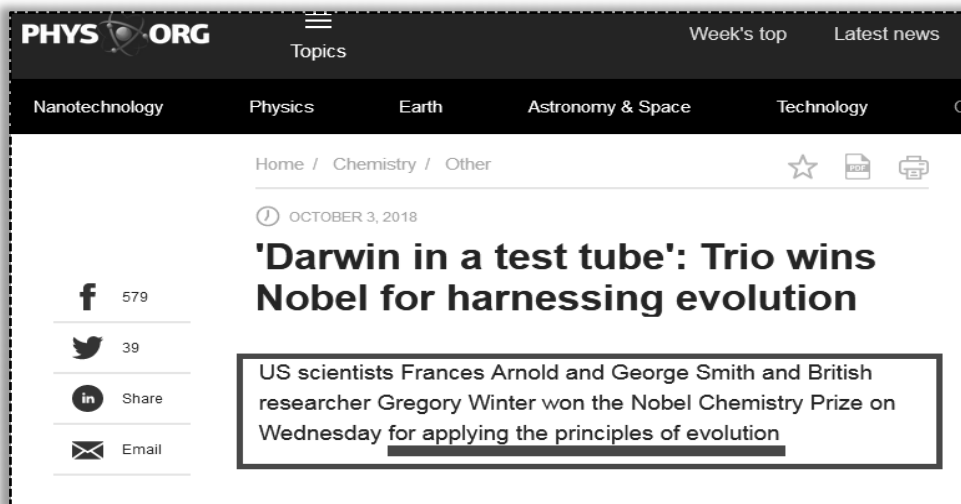 PHYS ORG
Topics
Week's top Latest news
Nanotechnology Physics Earth Astronomy & Space Technology
Home / Chemistry / Other
PDF
OCTOBER 3, 2018
'Darwin in a test tube': Trio wins
Nobel for harnessing evolution
f 579
39
in Share
Email
US scientists Frances Arnold and George Smith and British
researcher Gregory Winter won the Nobel Chemistry Prize on
Wednesday for applying the principles of evolution